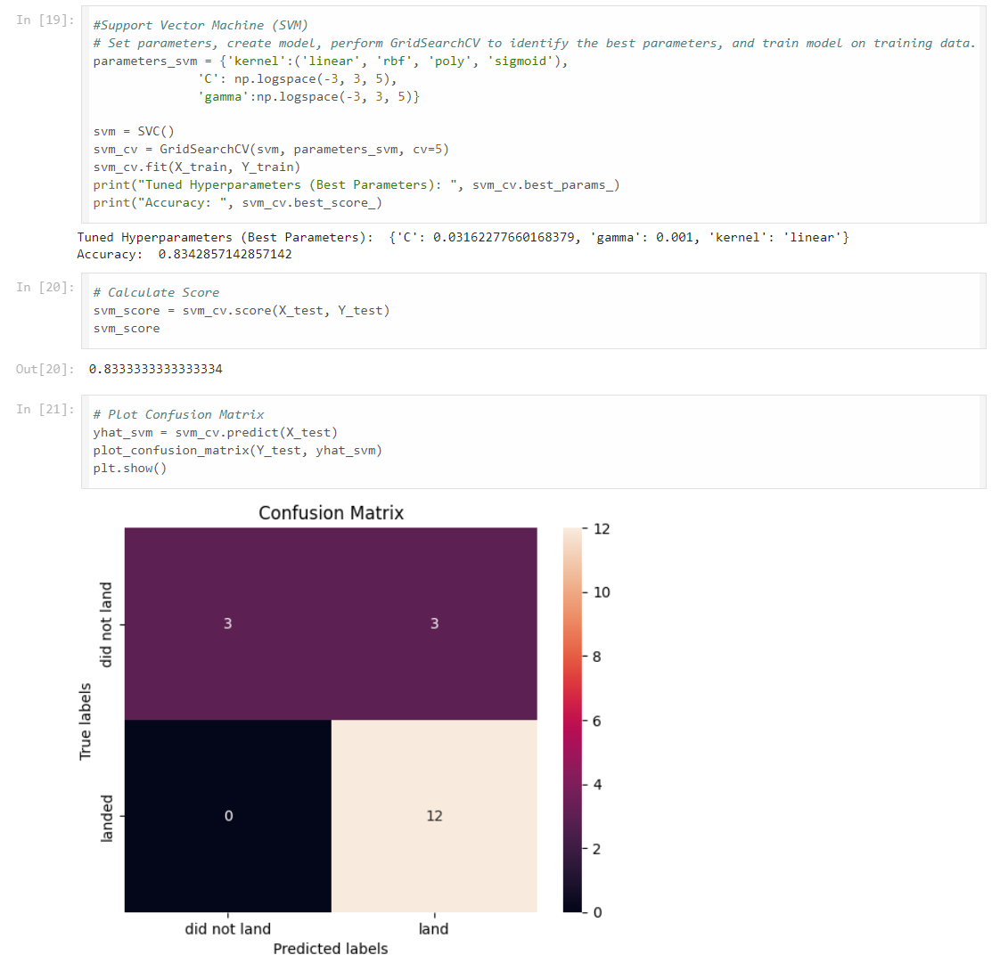 In [19]:
#Support Vector Machine (SVM)
# Set parameters, create model, perform GridSearchCV to identify the best parameters, and train model on training data.
parameters_svm = {'kernel':('linear', 'rbf', 'poly', 'sigmoid'),
              'C': np.logspace(-3, 3, 5),
              'gamma':np.logspace(-3, 3, 5)}
svm = SVC()
svm_cv = GridSearchCV(svm, parameters_svm, cv=5)
svm_cv.fit(X_train, Y_train)
print("Tuned Hyperparameters (Best Parameters): ", svm_cv.best_params_)
print("Accuracy: ", svm_cv.best_score_)
Tuned Hyperparameters (Best Parameters):  {'C': 0.03162277660168379, 'gamma': 0.001, 'kernel': 'linear'}
Accuracy:  0.8342857142857142
In [20]:
# Calculate Score
svm_score = svm_cv.score(X_test, Y_test)
svm_score
Out[20]: 0.8333333333333334
In [21]:
# Plot Confusion Matrix
yhat_svm = svm_cv.predict(X_test)
plot_confusion_matrix(Y_test, yhat_svm)
plt.show()
Confusion Matrix
True labels
did not land
landed
3
3
0
12
did not land
land
Predicted labels
12
10
8
6
4
2
0